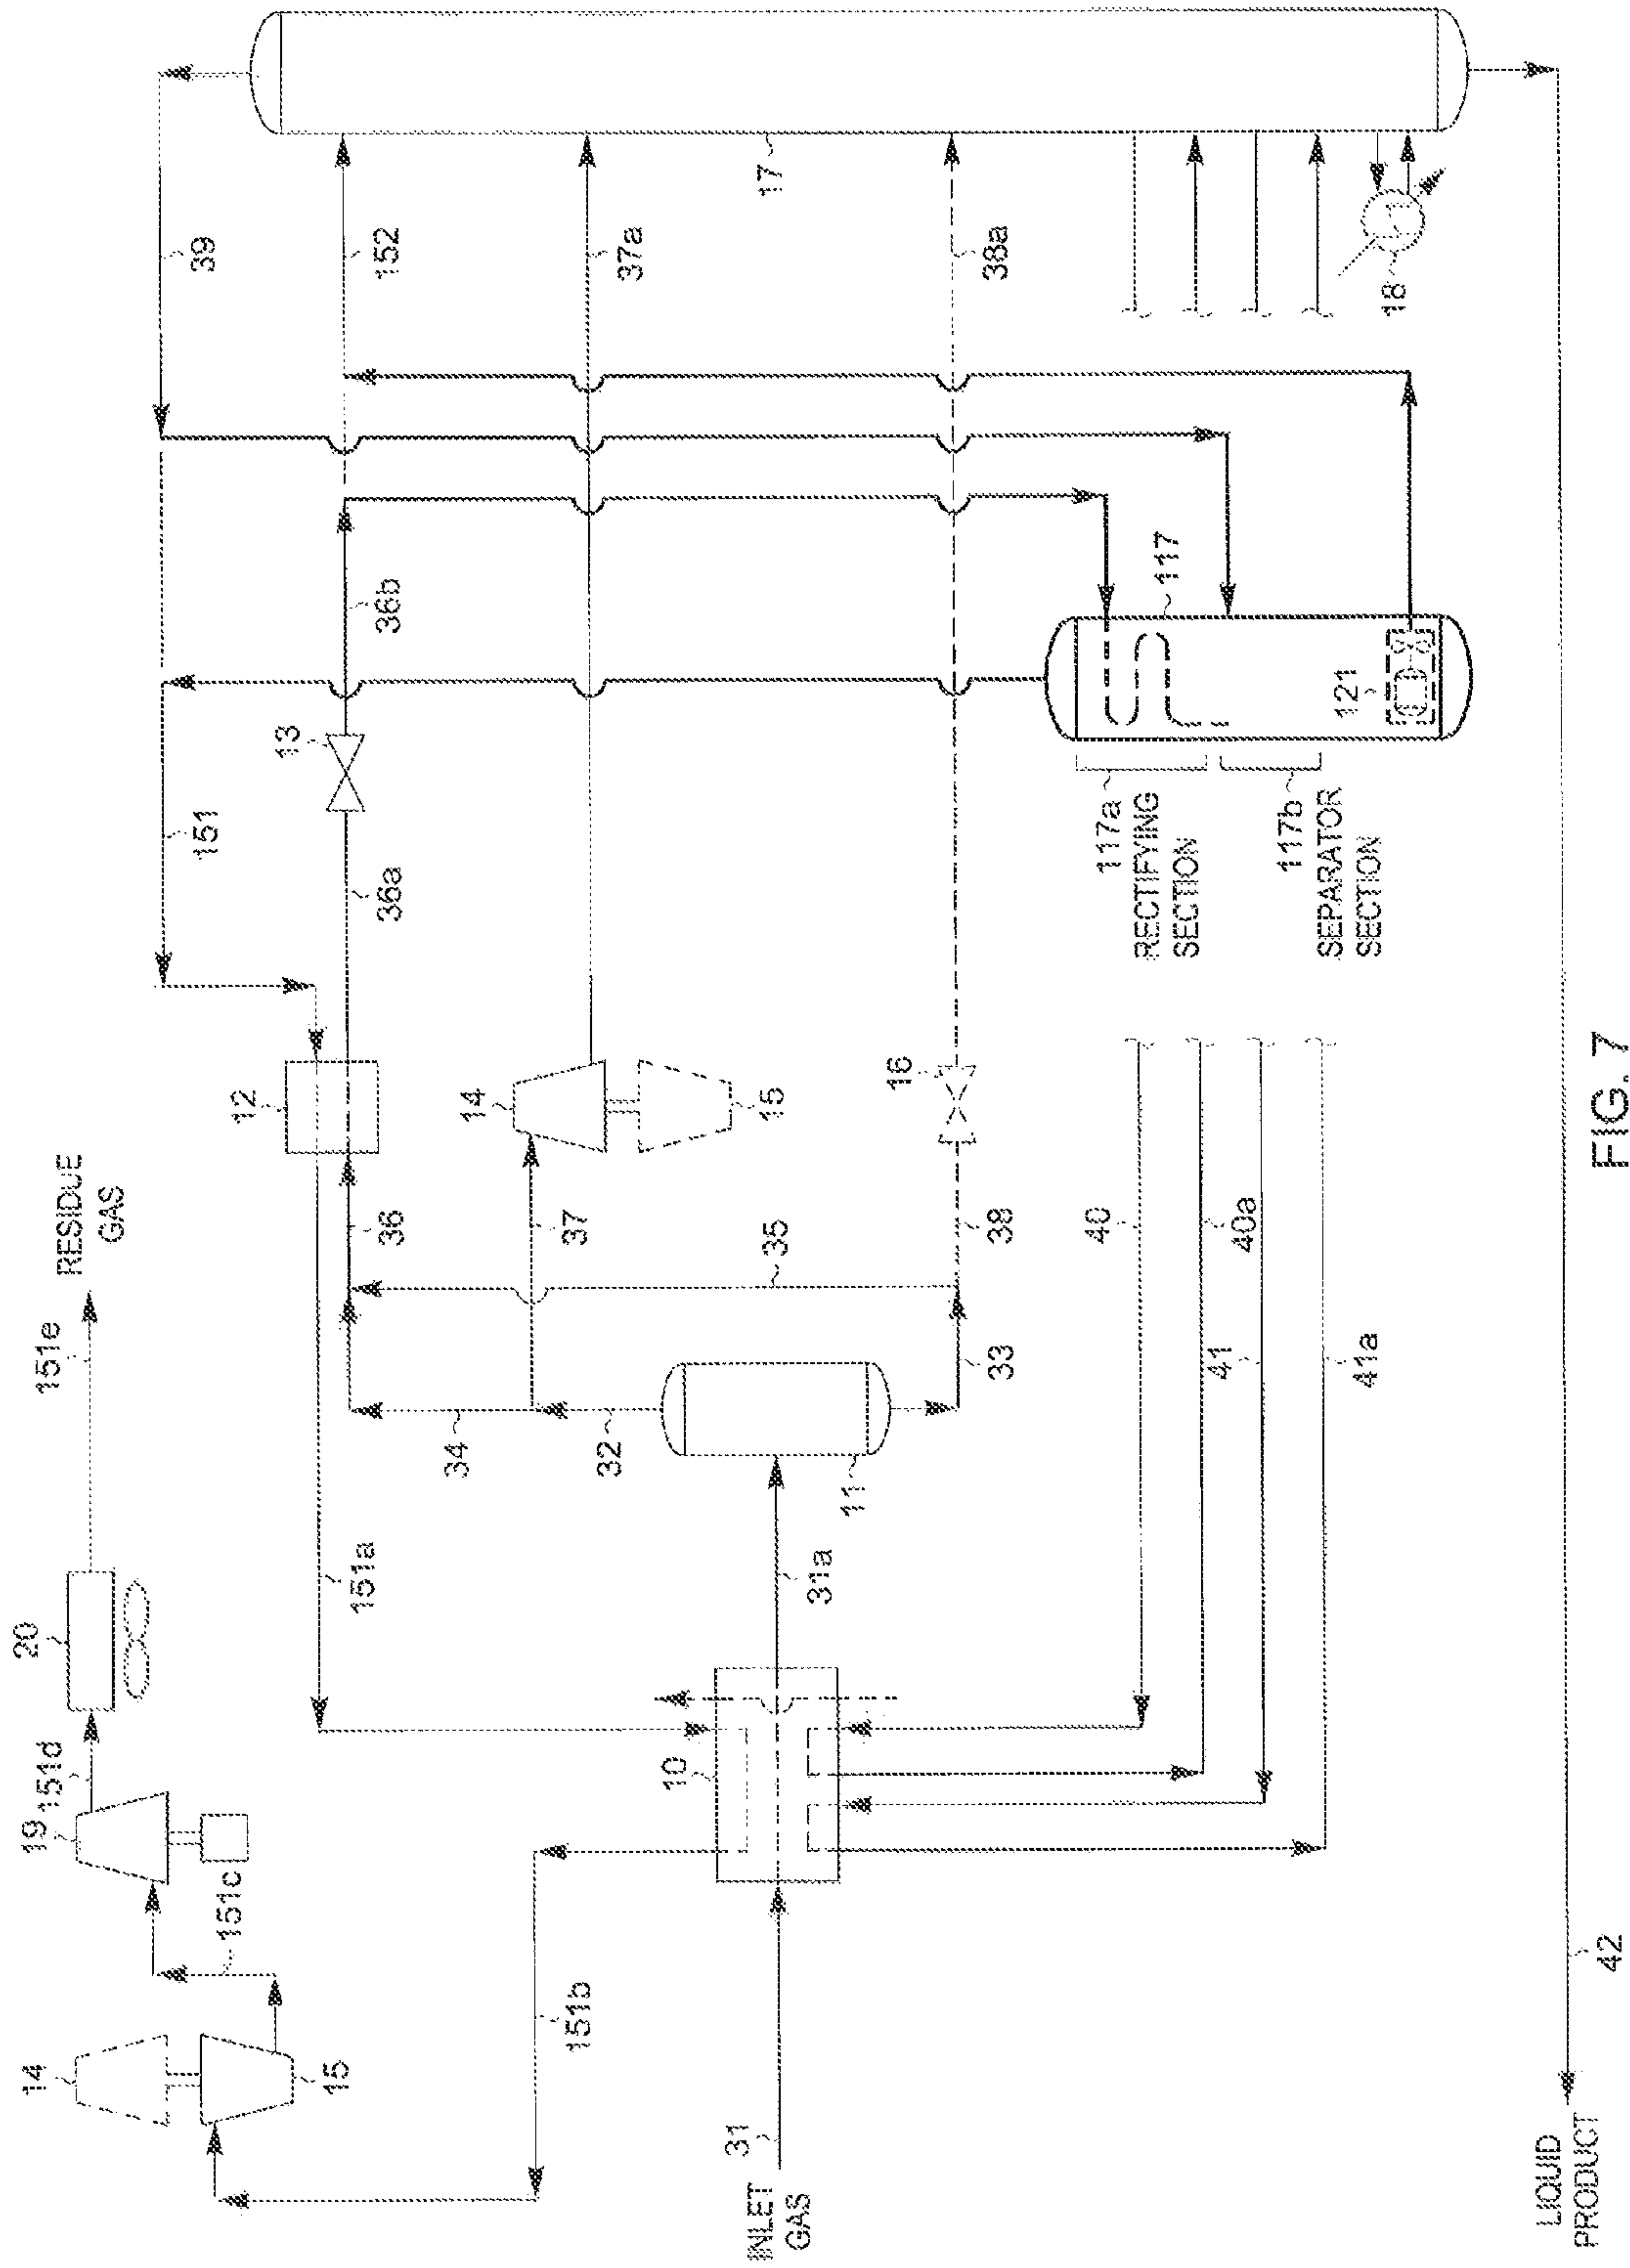 RESIDUE
GAS
151e
20
151d
19
151c
14
15
151b
151a
12
36
34
35
37
14
15
32
11
33
38
16
31a
10
31
INLET
GAS
151
39
13
36a
36b
152
37a
38a
17
18
117
121
117a
RECTIFYING
SECTION
117b
SEPARATOR
SECTION
40
40a
41
41a
42
LIQUID
PRODUCT
FIG. 7